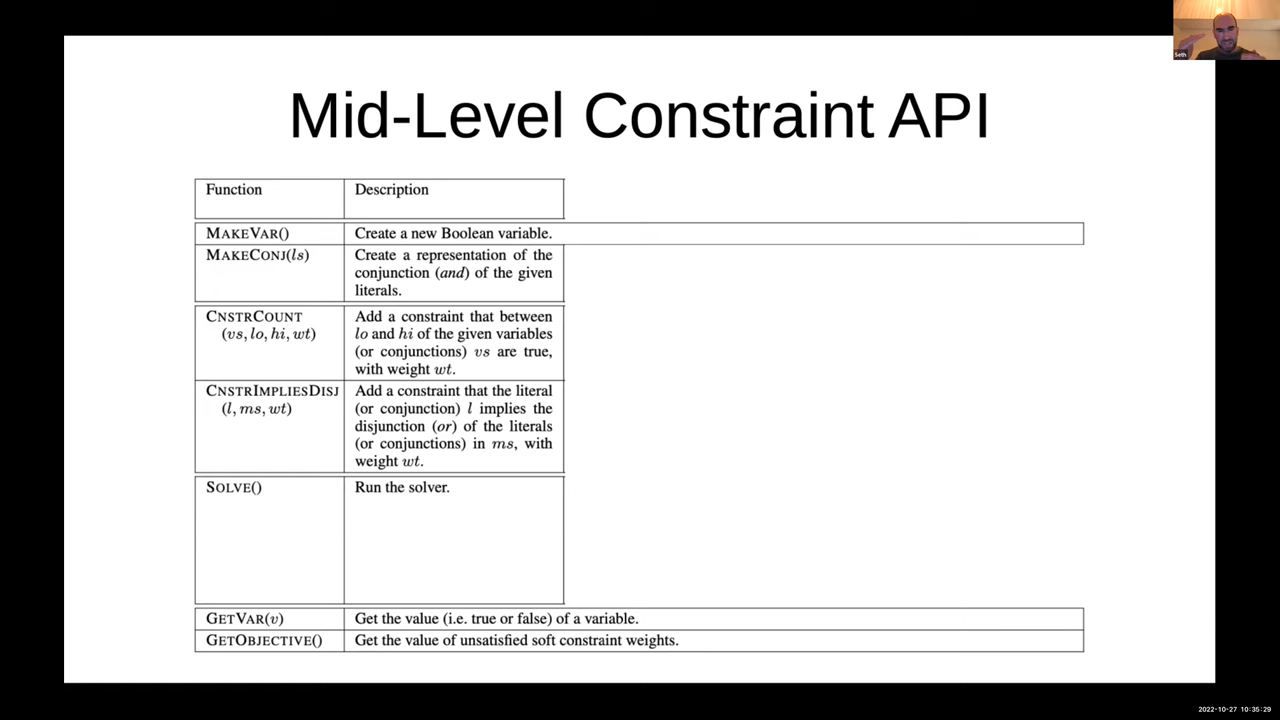 Seth
Mid-Level Constraint API
Function Description
MAKEVAR() Create a new Boolean variable.
MAKECONJ(ls) Create a representation of the
conjunction (and) of the given
literals.
CNSTRCOUNT Add a constraint that between
(vs, lo, hi, wt) lo and hi of the given variables
(or conjunctions) vs are true,
with weight wt.
CNSTRIMPLIESDISJ Add a constraint that the literal
(l, ms, wt) (or conjunction) l implies the
disjunction (or) of the literals
(or conjunctions) in ms, with
weight wt.
SOLVE() Run the solver.
GETVAR(v) Get the value (i.e. true or false) of a variable.
GETOBJECTIVE() Get the value of unsatisfied soft constraint weights.
2022-10-27 10:35:29